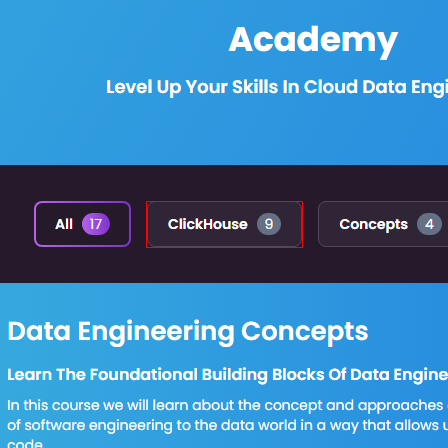 Academy
Level Up Your Skills In Cloud Data Engi
All 17
ClickHouse 9
Concepts 4
Data Engineering Concepts
Learn The Foundational Building Blocks Of Data Engine
In this course we will learn about the concept and approaches
of software engineering to the data world in a way that allows
code.